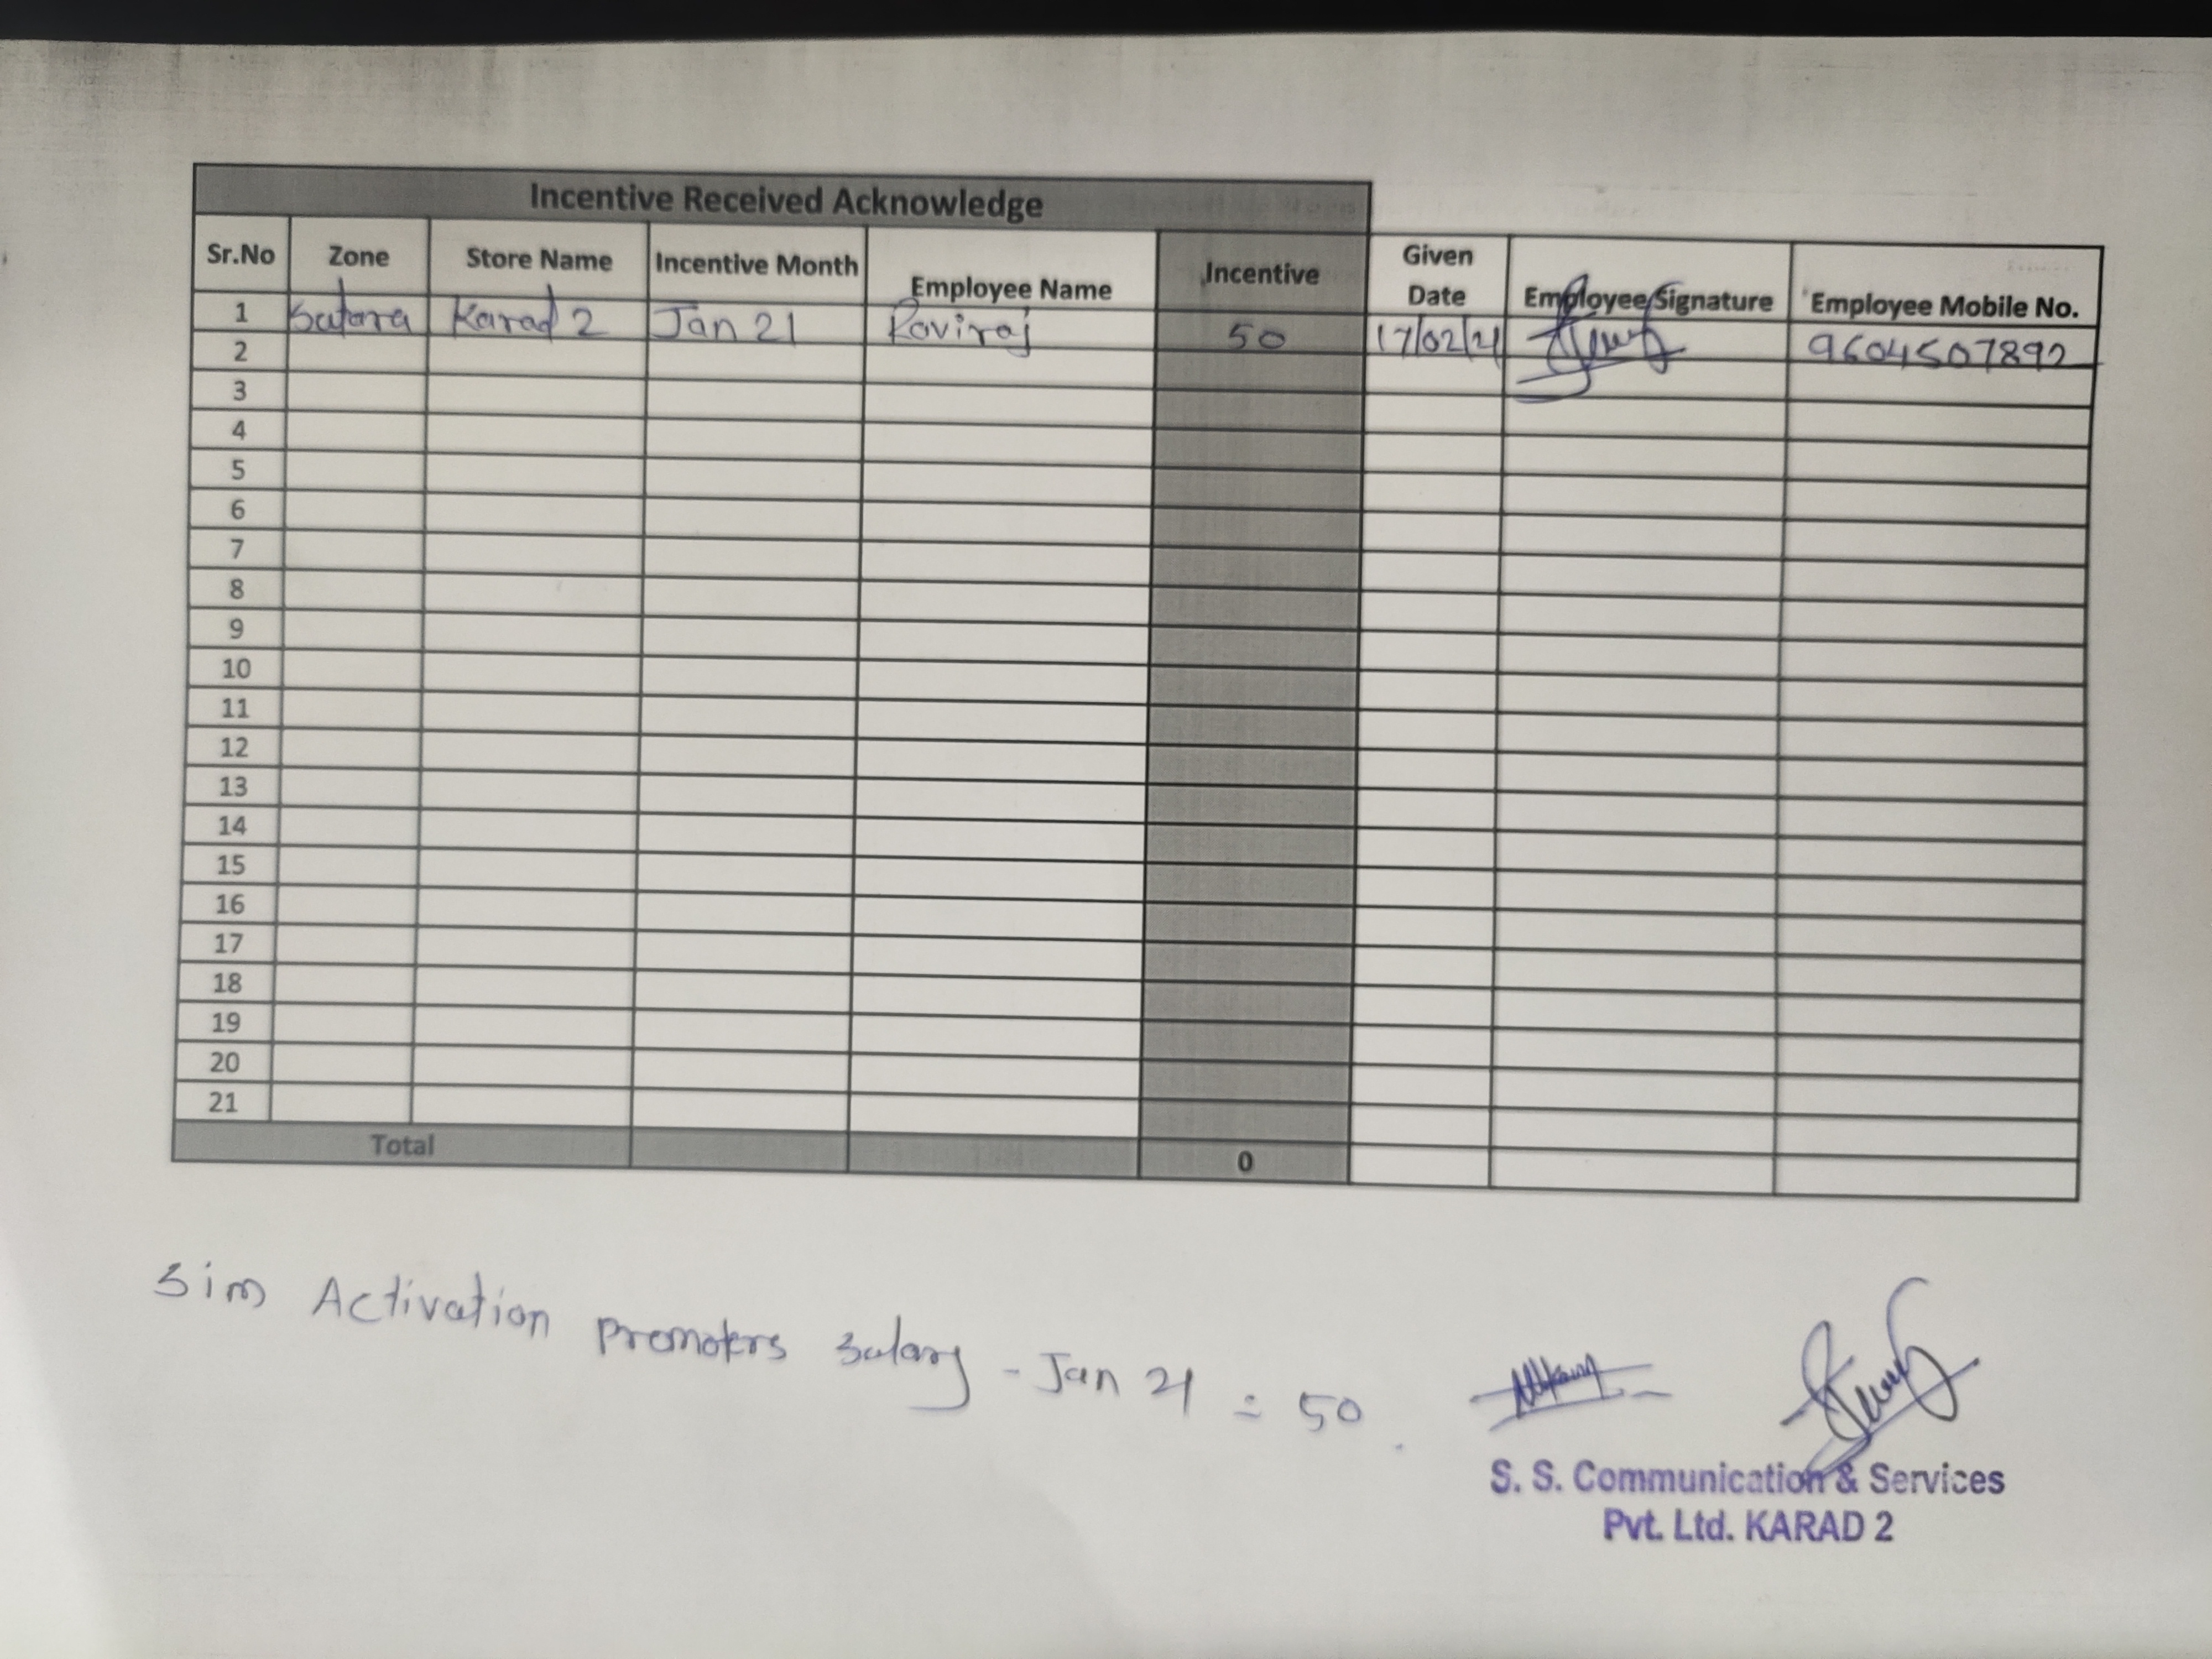 Incentive Received Acknowledge
Sr.No Zone Store Name Incentive Month Employee Name Incentive Given Date Employee Signature Employee Mobile No.
1 Satara Karad 2 Jan 21 Raviraj 50 17/02/21 9604507892
2
3
4
5
6
7
8
9
10
11
12
13
14
15
16
17
18
19
20
21
Total 0
Sim Activation Promoters Salary - Jan 21 = 50.
S. S. Communication & Services
Pvt. Ltd. KARAD 2